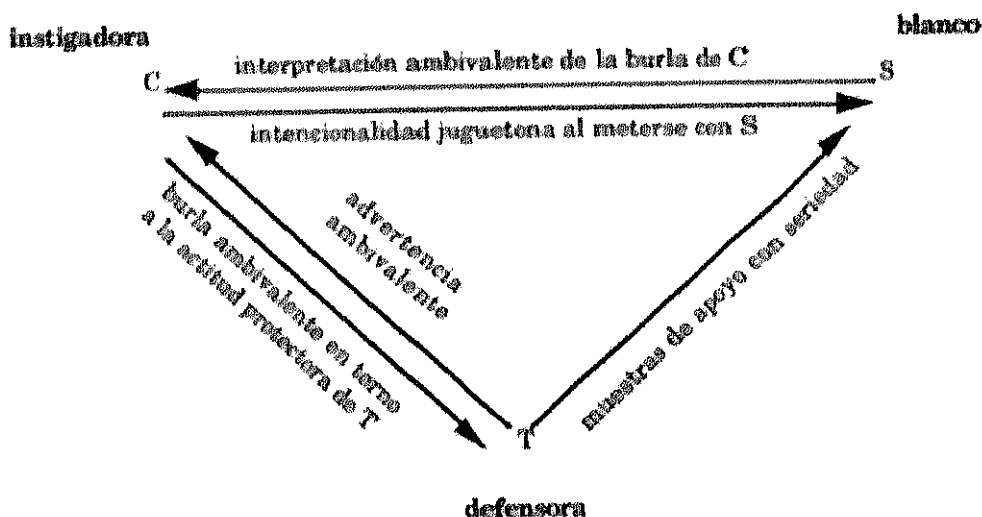 instigadora
blanco
C
interpretación ambivalente de la burla de C
S
intencionalidad juguetona al meterse con S
advertencia
ambivalente
burla ambivalente en torno
a la actitud protectora de T
muestras de apoyo con seriedad
T
defensora